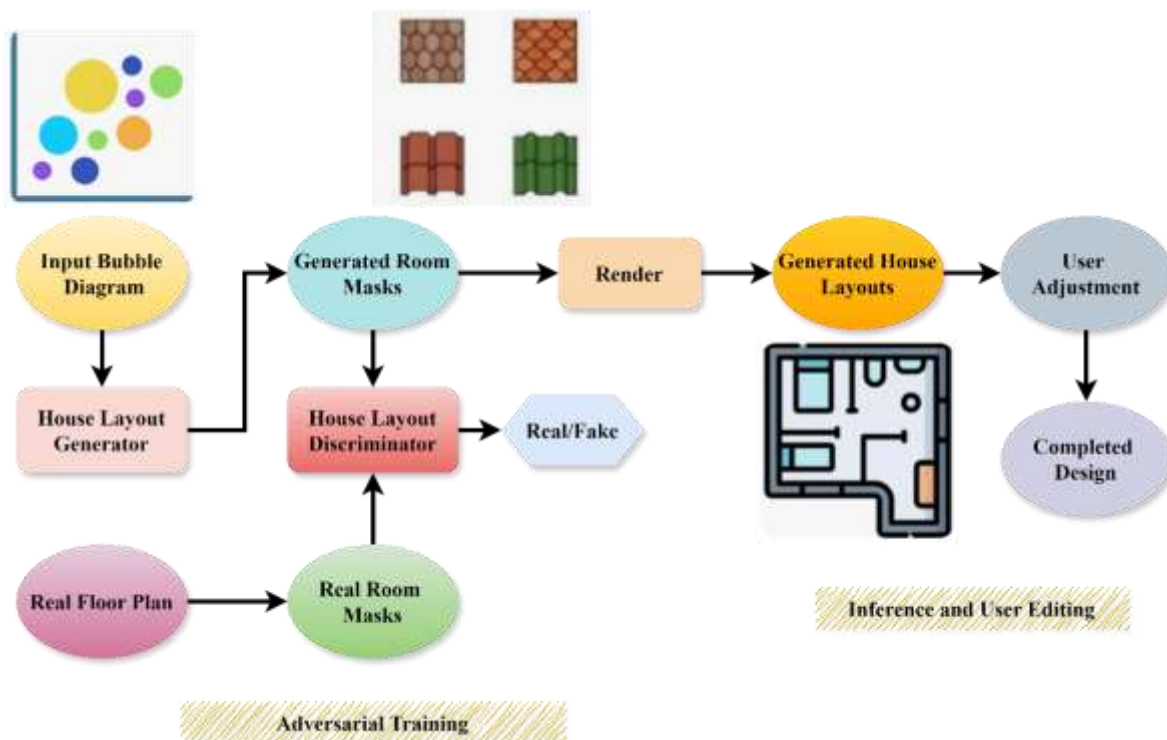 Input Bubble
Diagram
Generated Room
Masks
Render
Generated House
Layouts
User
Adjustment
House Layout
Generator
House Layout
Discriminator
Real/Fake
Completed
Design
Real Floor Plan
Real Room
Masks
Inference and User Editing
Adversarial Training